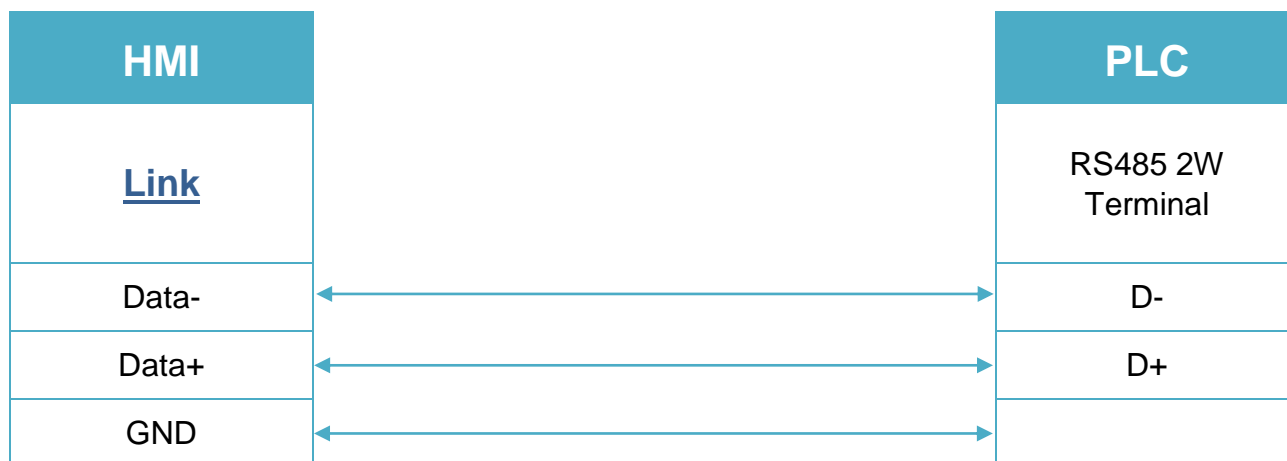 HMI
PLC
Link
RS485 2W
Terminal
Data-
D-
Data+
D+
GND